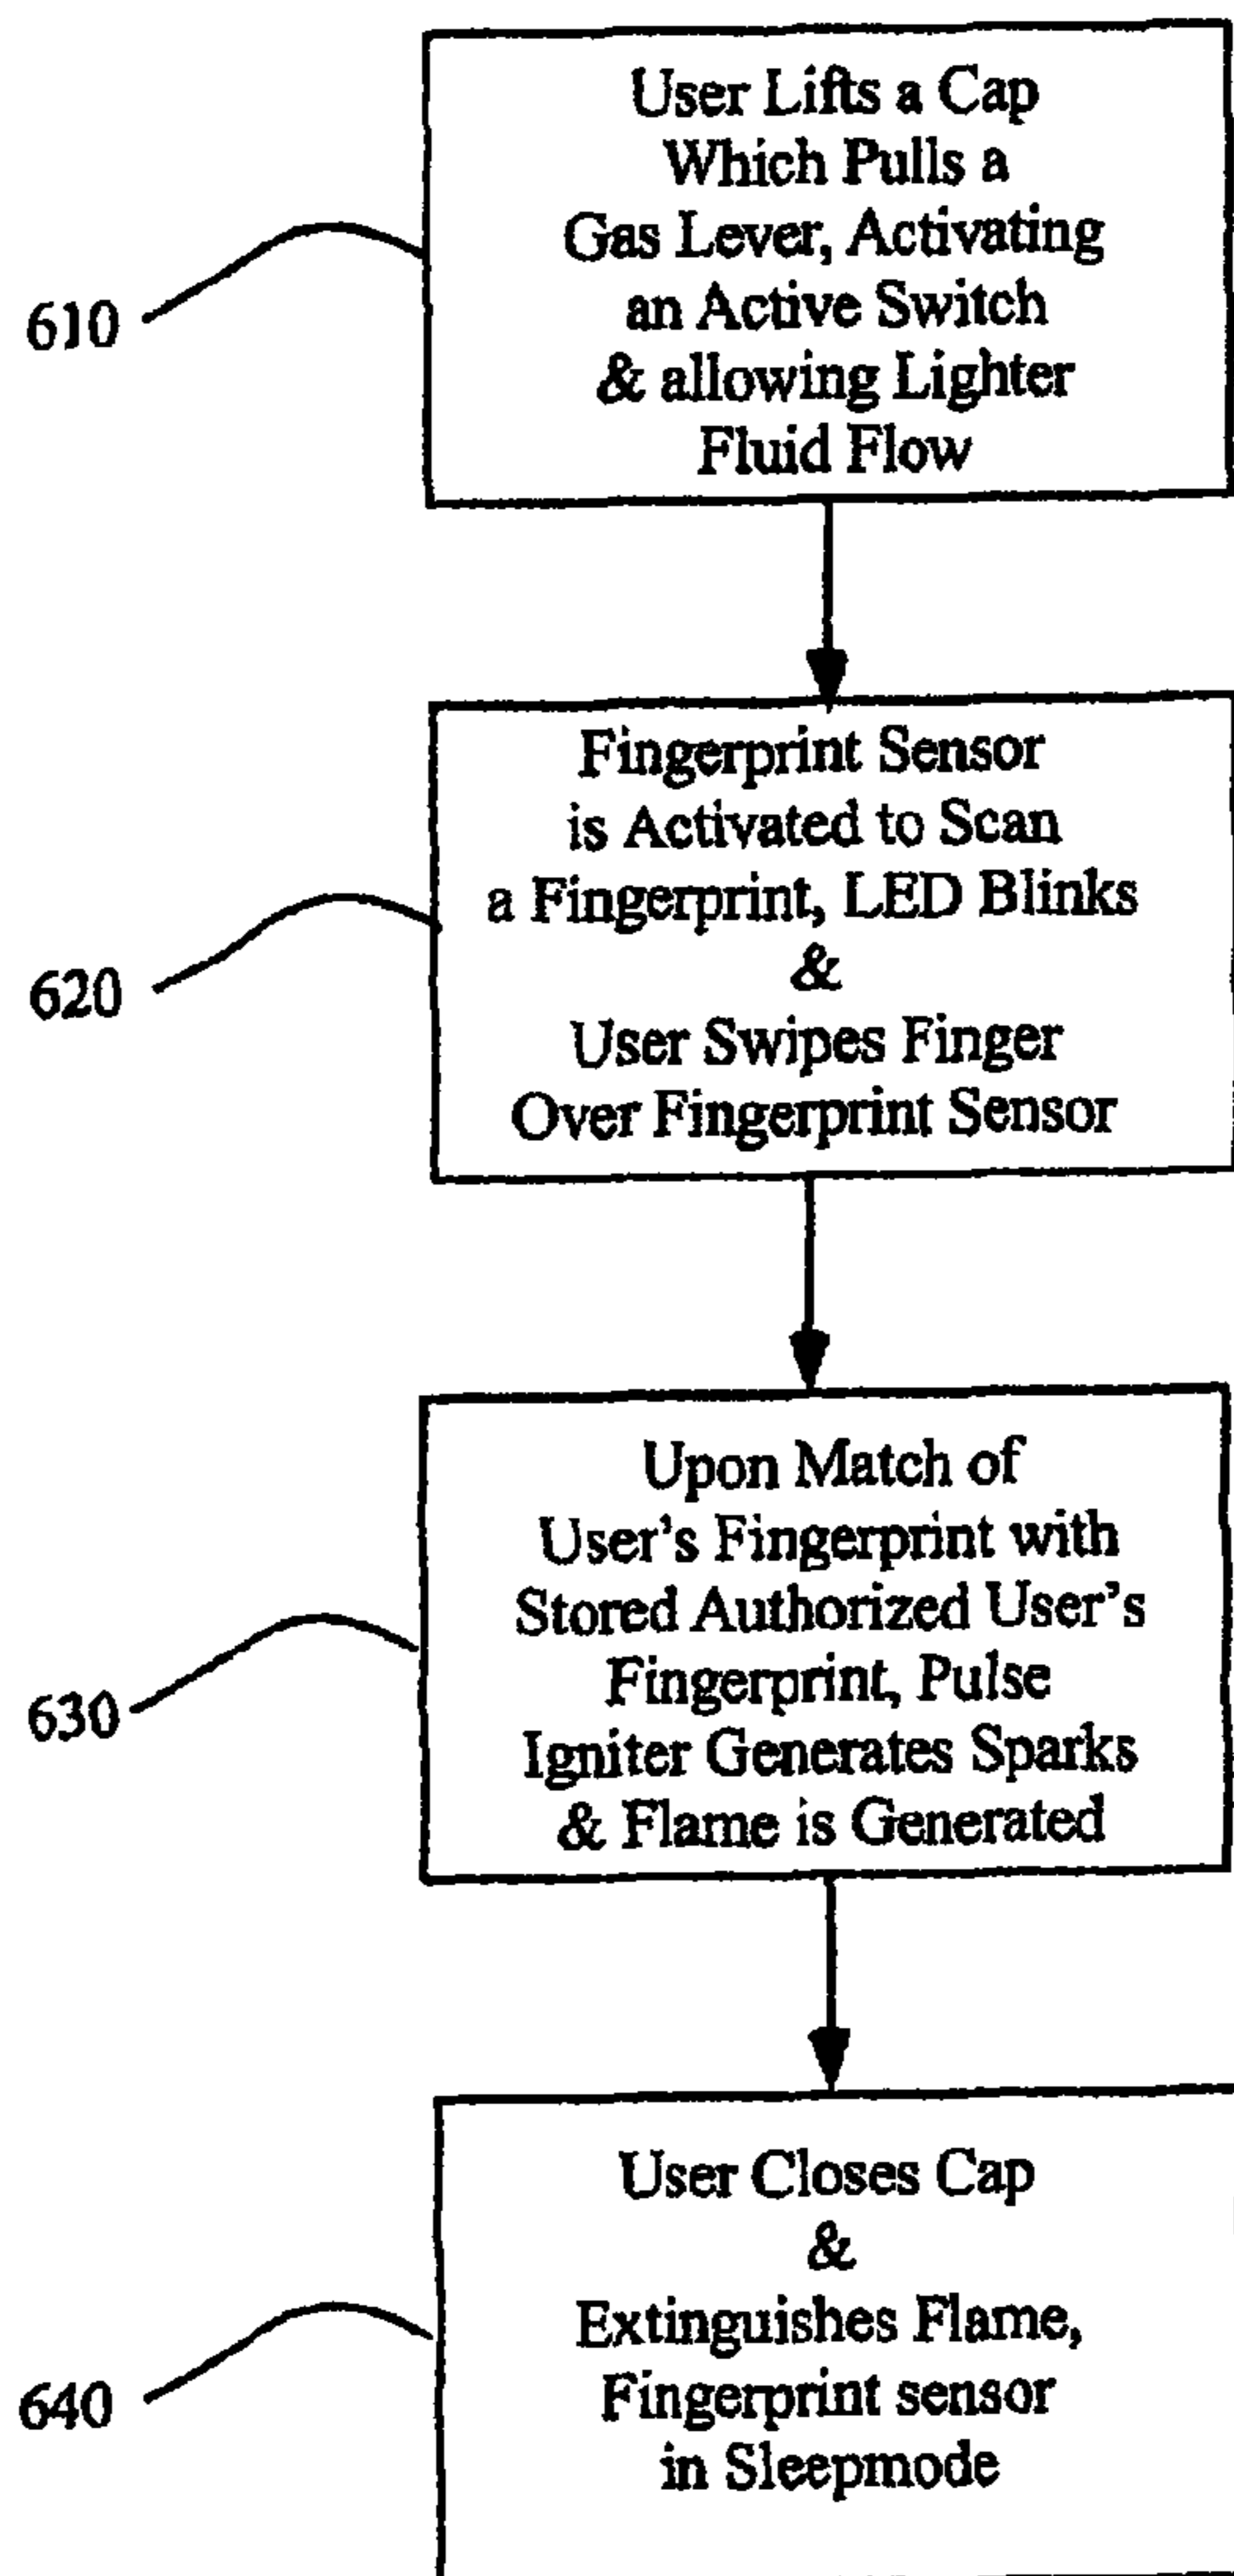 User Lifts a Cap
Which Pulls a
Gas Lever, Activating
an Active Switch
& allowing Lighter
Fluid Flow
610
Fingerprint Sensor
is Activated to Scan
a Fingerprint, LED Blinks
&
User Swipes Finger
Over Fingerprint Sensor
620
Upon Match of
User's Fingerprint with
Stored Authorized User's
Fingerprint, Pulse
Igniter Generates Sparks
& Flame is Generated
630
User Closes Cap
&
Extinguishes Flame,
Fingerprint sensor
in Sleepmode
640